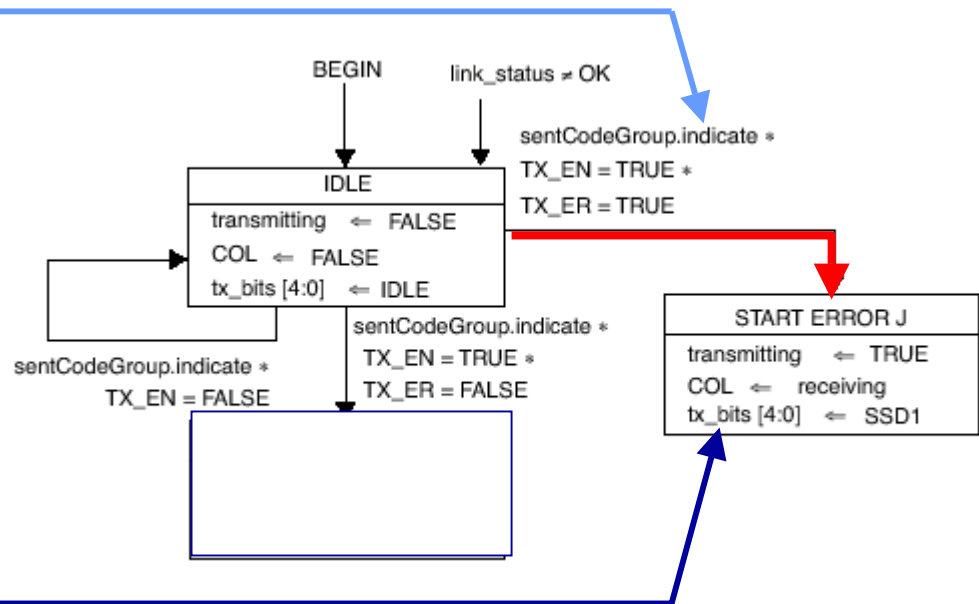 BEGIN
link_status ≠ OK
sentCodeGroup.indicate *
TX_EN = TRUE *
TX_ER = TRUE
IDLE
transmitting ⇐ FALSE
COL ⇐ FALSE
tx_bits [4:0] ⇐ IDLE
START ERROR J
transmitting ⇐ TRUE
COL ⇐ receiving
tx_bits [4:0] ⇐ SSD1
sentCodeGroup.indicate *
TX_EN = TRUE *
TX_ER = FALSE
sentCodeGroup.indicate *
TX_EN = FALSE